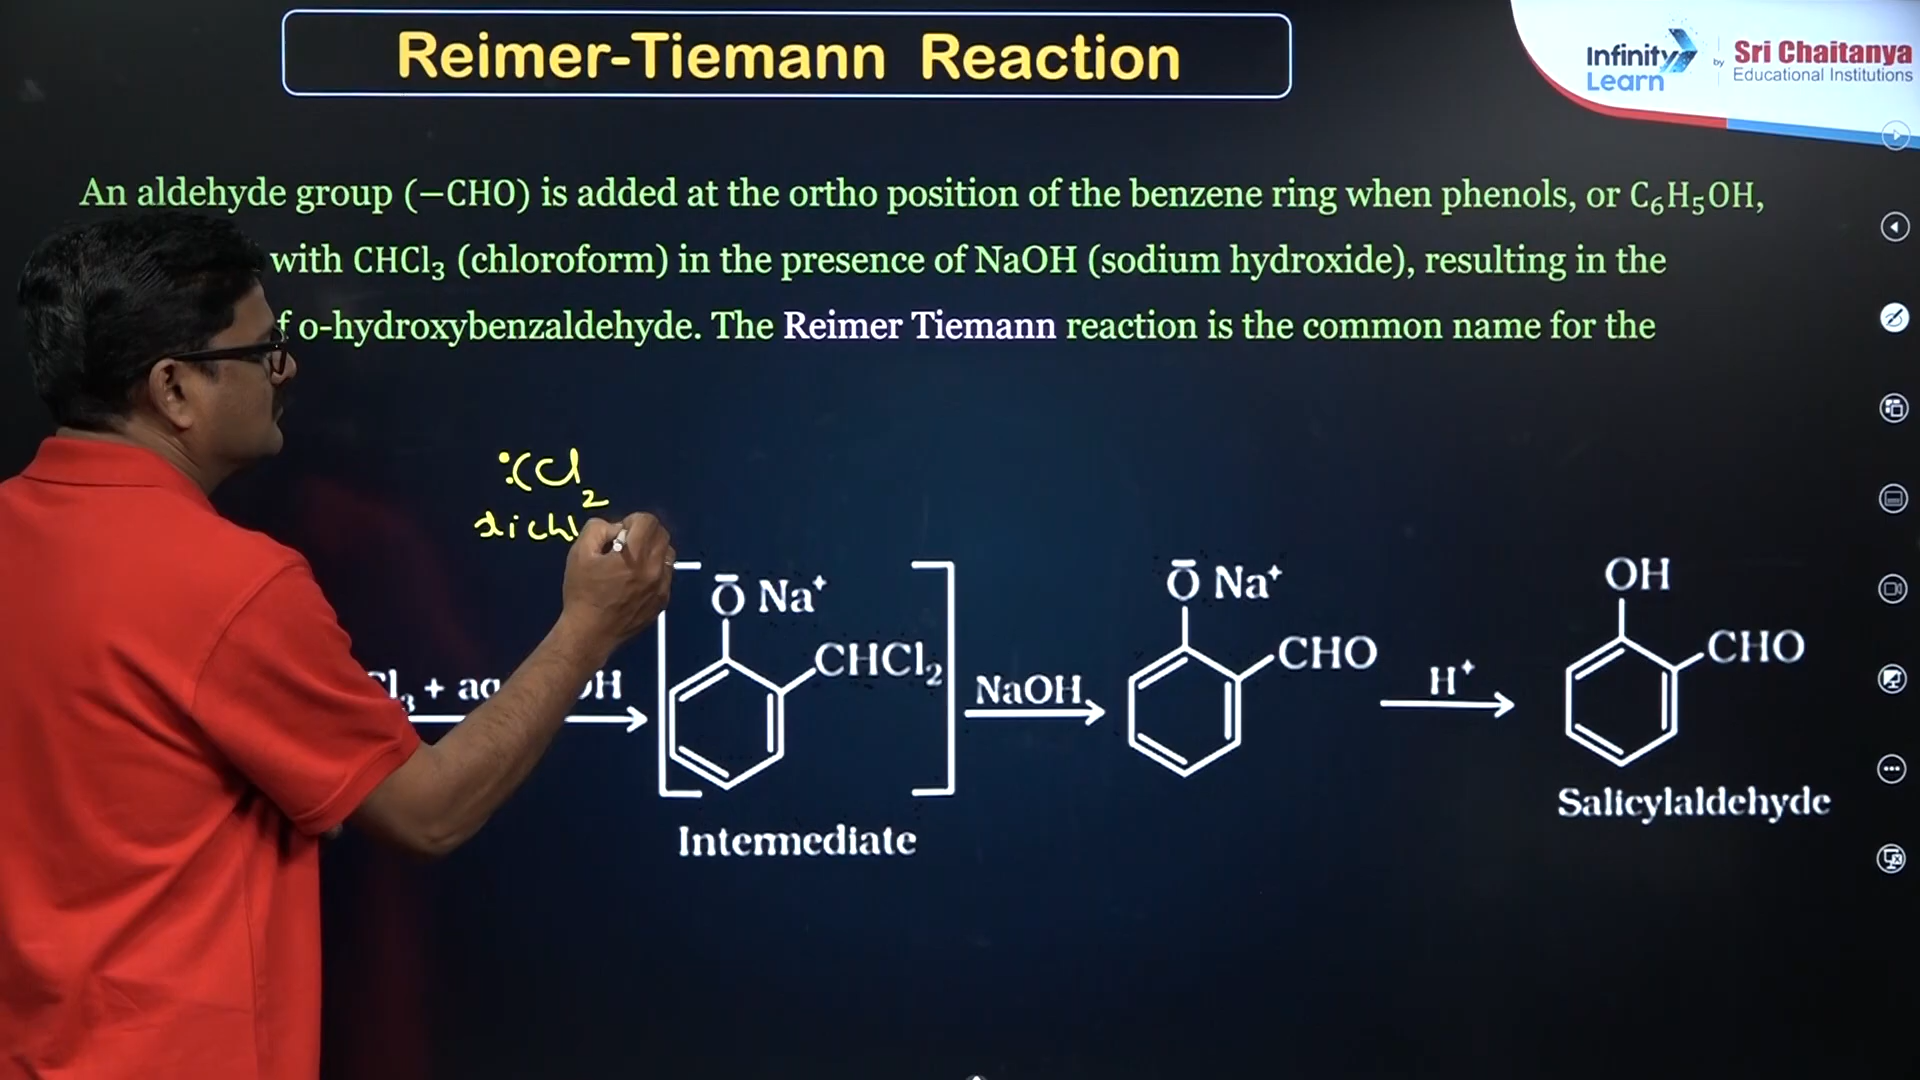 Reimer-Tiemann Reaction
Infinity Learn by Sri Chaitanya Educational Institutions
An aldehyde group (–CHO) is added at the ortho position of the benzene ring when phenols, or C₆H₅OH,
with CHCl₃ (chloroform) in the presence of NaOH (sodium hydroxide), resulting in the
f o-hydroxybenzaldehyde. The Reimer Tiemann reaction is the common name for the
:CCl₂
dichl
l₃ + aq H
Ō Na⁺
CHCl₂
Intermediate
NaOH
Ō Na⁺
CHO
H⁺
OH
CHO
Salicylaldehyde